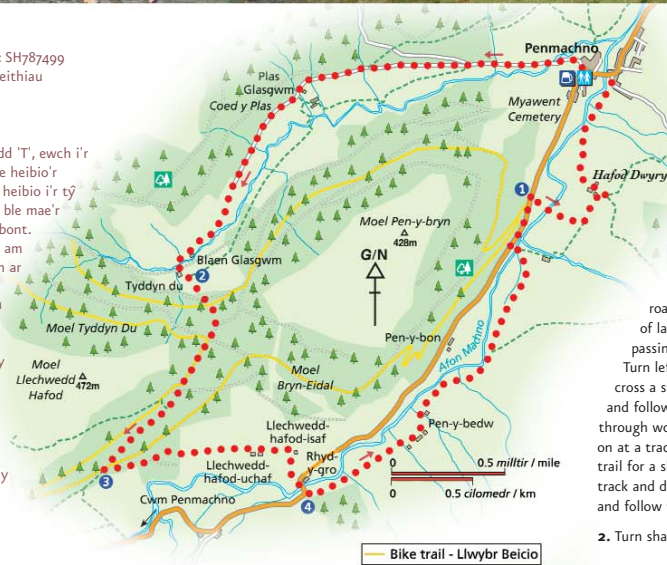 : SH787499
eithiau
dd 'T', ewch i'r
e heibio'r
heibio i'r tŷ
ble mae'r
bont.
am
n ar
y
y
Penmachno
Plas
Glasgwm
Coed y Plas
Myawent
Cemetery
Hafod Dwyryd
1
Moel Pen-y-bryn
428m
G/N
Blaen Glasgwm
2
Tyddyn du
Moel Tyddyn Du
Pen-y-bon
Afon Machno
Moel
Llechwedd
Hafod
472m
Moel
Bryn-Eidal
Pen-y-bedw
Llechwedd-
hafod-isaf
Llechwedd-
hafod-uchaf
Rhyd-
y-gro
3
4
Cwm Penmachno
0 0.5 milltir / mile
0 0.5 cilomedr / km
Bike trail - Llwybr Beicio
roa
of la
passin
Turn let
cross a s
and follow
through wo
on at a trac
trail for a s
track and d
and follow
2. Turn sha